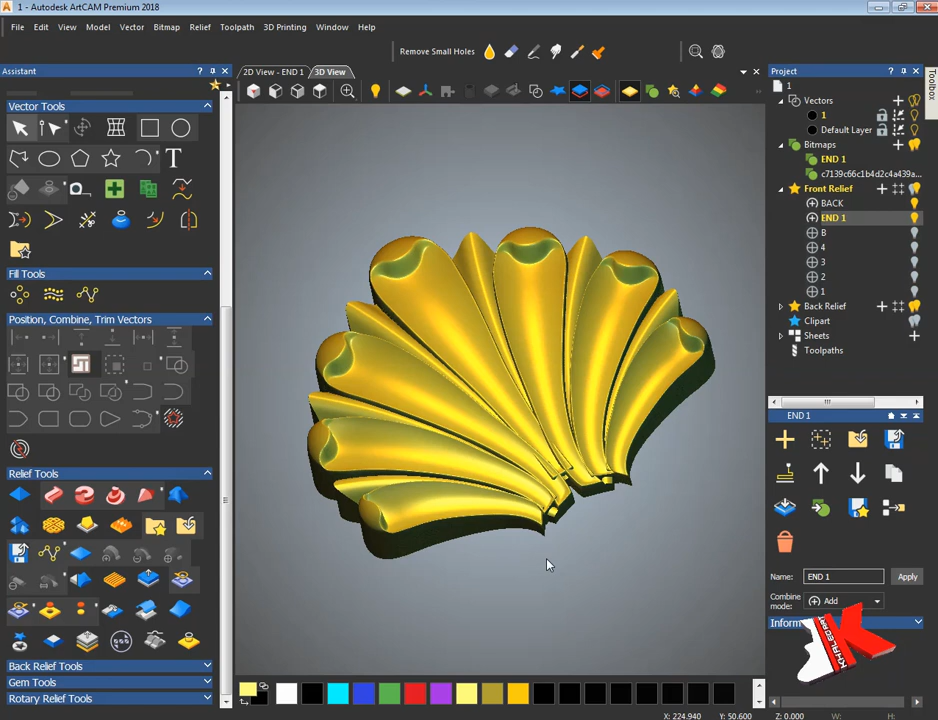 1 - Autodesk ArtCAM Premium 2018
File Edit View Model Vector Bitmap Relief Toolpath 3D Printing Window Help
Remove Small Holes
Assistant
2D View - END 1 3D View
Project
Toolbox
Vector Tools
1
Vectors
1
Default Layer
Bitmaps
END 1
c7139c66c1b4d2c4a439a...
Front Relief
BACK
END 1
B
4
3
2
1
Back Relief
Clipart
Sheets
Toolpaths
Fill Tools
Position, Combine, Trim Vectors
END 1
Relief Tools
Name: END 1 Apply
Combine mode: Add
Inform
KHALEDART
Back Relief Tools
Gem Tools
Rotary Relief Tools
X: 224.940 Y: 50.600 Z: 0.000 W: H: